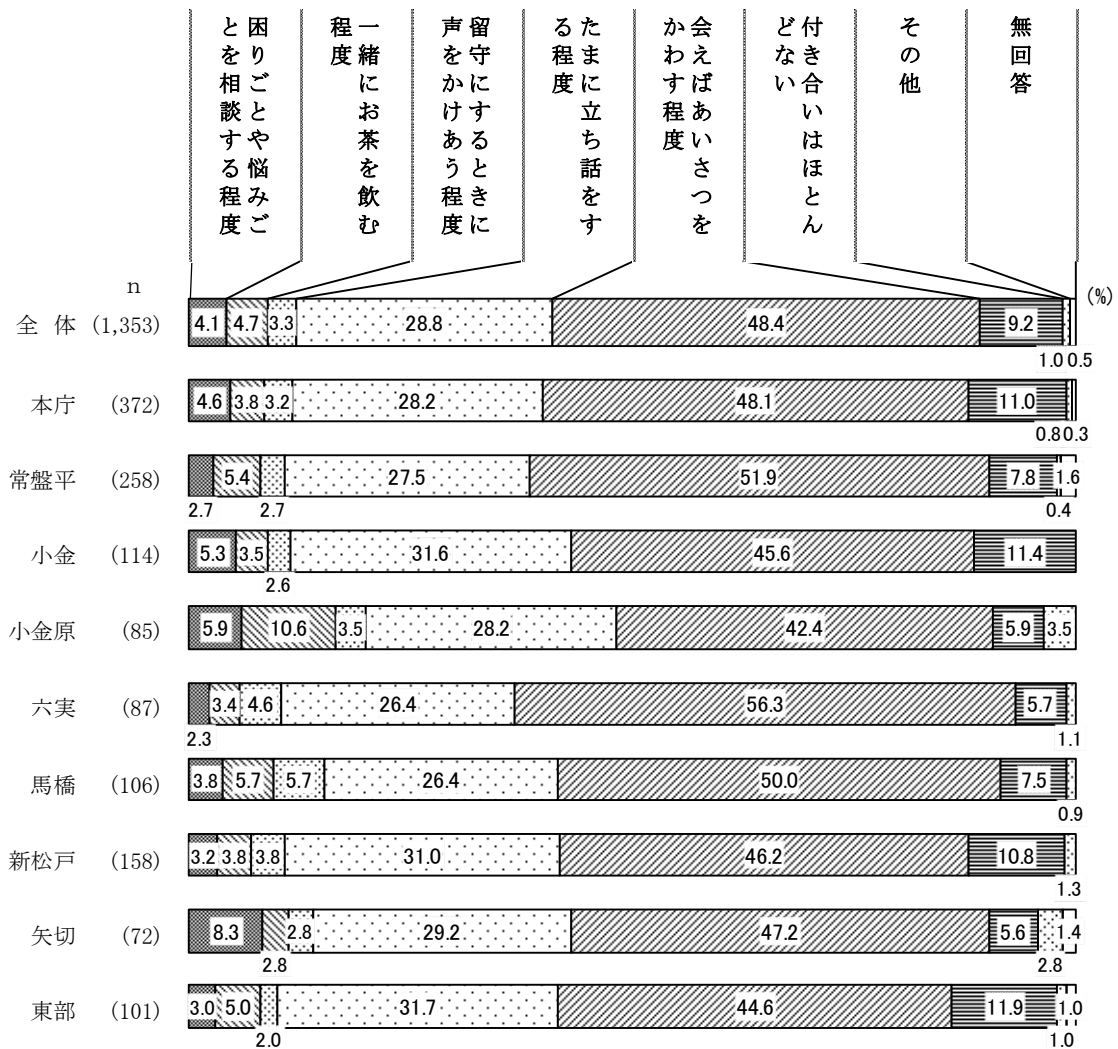 困りごとや悩みご
とを相談する程度
一緒にお茶を飲む
程度
留守にするときに
声をかけあう程度
たまに立ち話をす
る程度
会えばあいさつを
かわす程度
付き合いはほとん
どない
その他
無回答
n
(%)
全 体 (1,353) 4.1 4.7 3.3 28.8 48.4 9.2
1.0 0.5
本庁 (372) 4.6 3.8 3.2 28.2 48.1 11.0
0.8 0.3
常盤平 (258) 5.4 27.5 51.9 7.8 1.6
2.7 2.7 0.4
小金 (114) 5.3 3.5 31.6 45.6 11.4
2.6
小金原 (85) 5.9 10.6 3.5 28.2 42.4 5.9 3.5
六実 (87) 3.4 4.6 26.4 56.3 5.7
2.3 1.1
馬橋 (106) 3.8 5.7 5.7 26.4 50.0 7.5
0.9
新松戸 (158) 3.2 3.8 3.8 31.0 46.2 10.8
1.3
矢切 (72) 8.3 2.8 29.2 47.2 5.6 1.4
2.8 2.8
東部 (101) 3.0 5.0 31.7 44.6 11.9 1.0
2.0 1.0